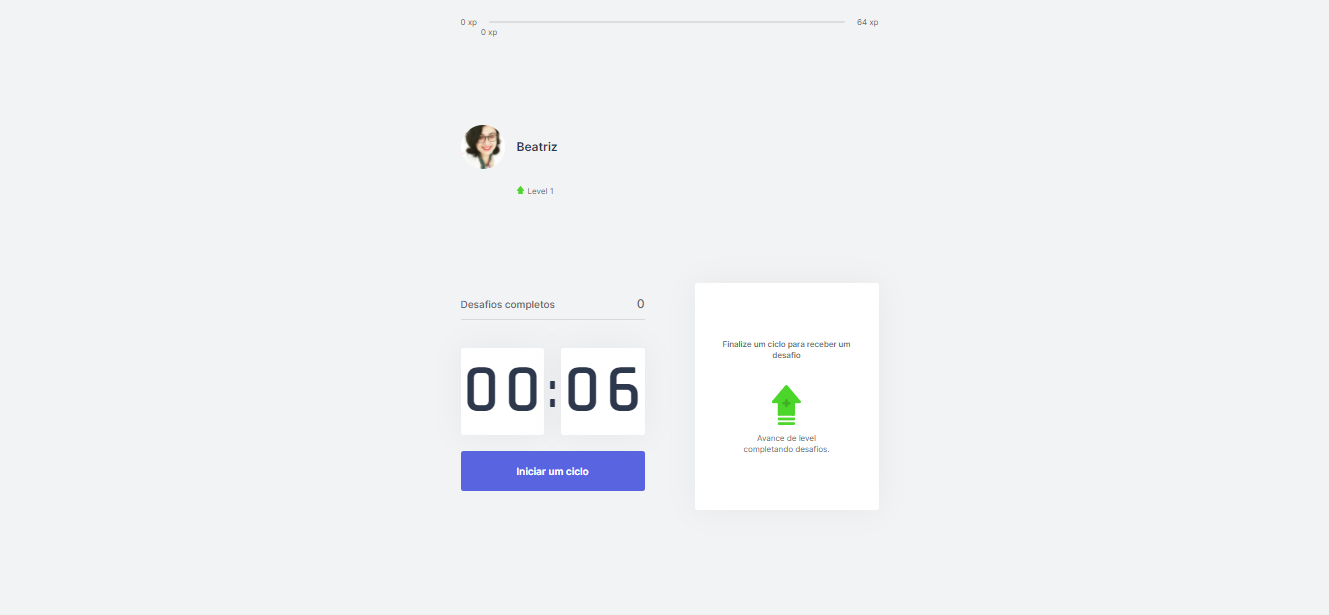 0 xp
64 xp
0 xp
Beatriz
Level 1
Desafios completos
0
Finalize um ciclo para receber um
desafio
00:06
Avance de level
completando desafios.
Iniciar um ciclo